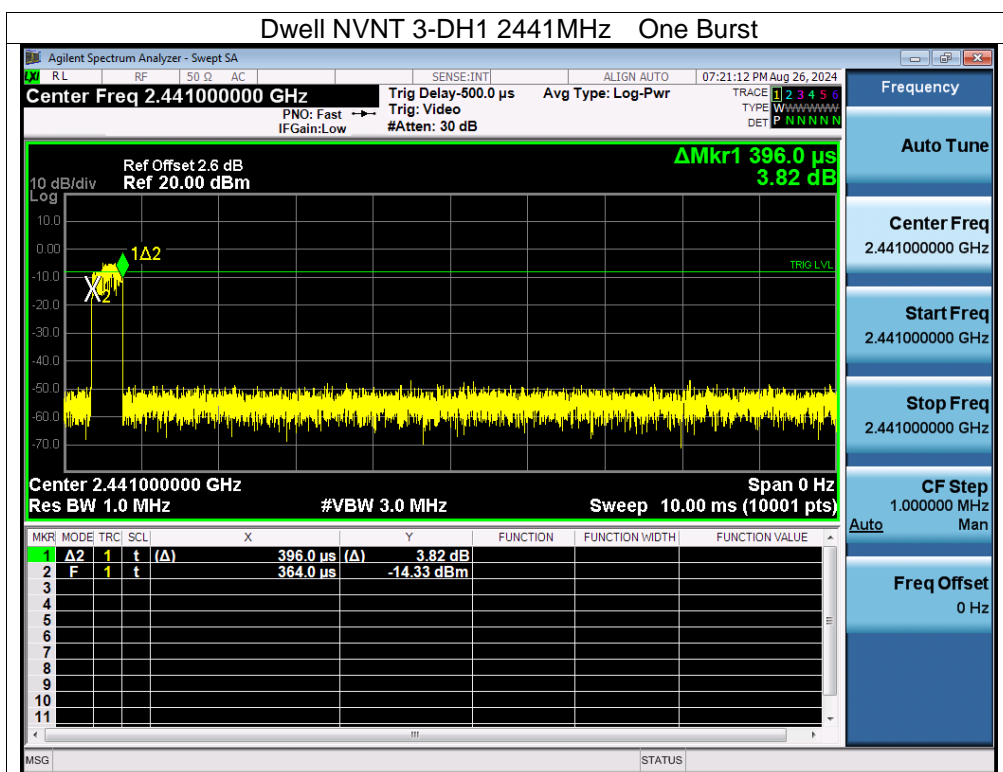 Dwell NVNT 3-DH1 2441MHz One Burst
Agilent Spectrum Analyzer - Swept SA
LXI RL RF 50 Ω AC SENSE:INT ALIGN AUTO 07:21:12 PM Aug 26, 2024
Center Freq 2.441000000 GHz Trig Delay-500.0 µs Avg Type: Log-Pwr TRACE 1 2 3 4 5 6
PNO: Fast Trig: Video TYPE WWWWWW
IFGain:Low #Atten: 30 dB DET P N N N N N
Frequency
ΔMkr1 396.0 µs
3.82 dB
Ref Offset 2.6 dB
10 dB/div Ref 20.00 dBm
Log
10.0
0.00
-10.0
-20.0
-30.0
-40.0
-50.0
-60.0
-70.0
1Δ2
TRIG LVL
2
Center 2.441000000 GHz Span 0 Hz
Res BW 1.0 MHz #VBW 3.0 MHz Sweep 10.00 ms (10001 pts)
MKR MODE TRC SCL X Y FUNCTION FUNCTION WIDTH FUNCTION VALUE
1 Δ2 1 t (Δ) 396.0 µs (Δ) 3.82 dB
2 F 1 t 364.0 µs -14.33 dBm
3
4
5
6
7
8
9
10
11
MSG STATUS
Auto Tune
Center Freq
2.441000000 GHz
Start Freq
2.441000000 GHz
Stop Freq
2.441000000 GHz
CF Step
1.000000 MHz
Auto Man
Freq Offset
0 Hz